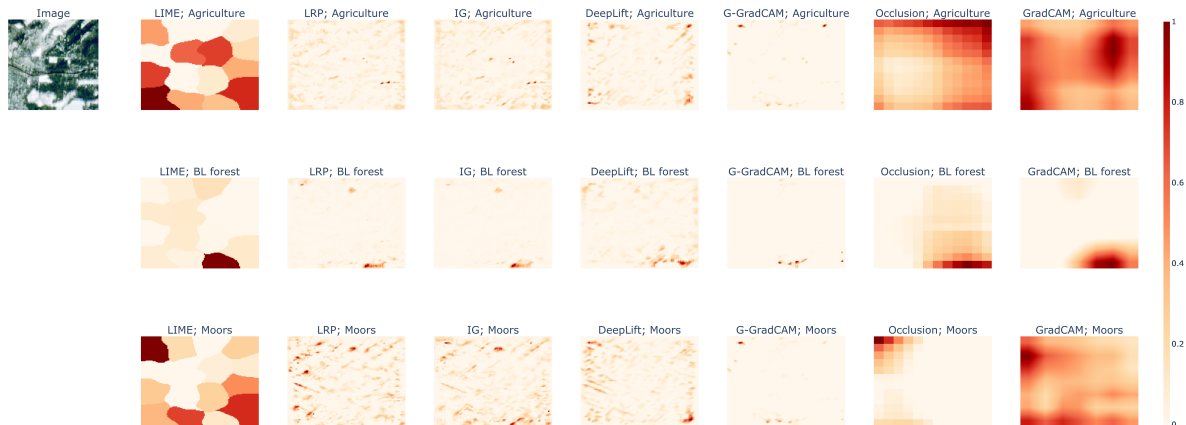 Image
LIME; Agriculture
LRP; Agriculture
IG; Agriculture
DeepLift; Agriculture
G-GradCAM; Agriculture
Occlusion; Agriculture
GradCAM; Agriculture
1
0.8
0.6
0.4
0.2
0
LIME; BL forest
LRP; BL forest
IG; BL forest
DeepLift; BL forest
G-GradCAM; BL forest
Occlusion; BL forest
GradCAM; BL forest
LIME; Moors
LRP; Moors
IG; Moors
DeepLift; Moors
G-GradCAM; Moors
Occlusion; Moors
GradCAM; Moors